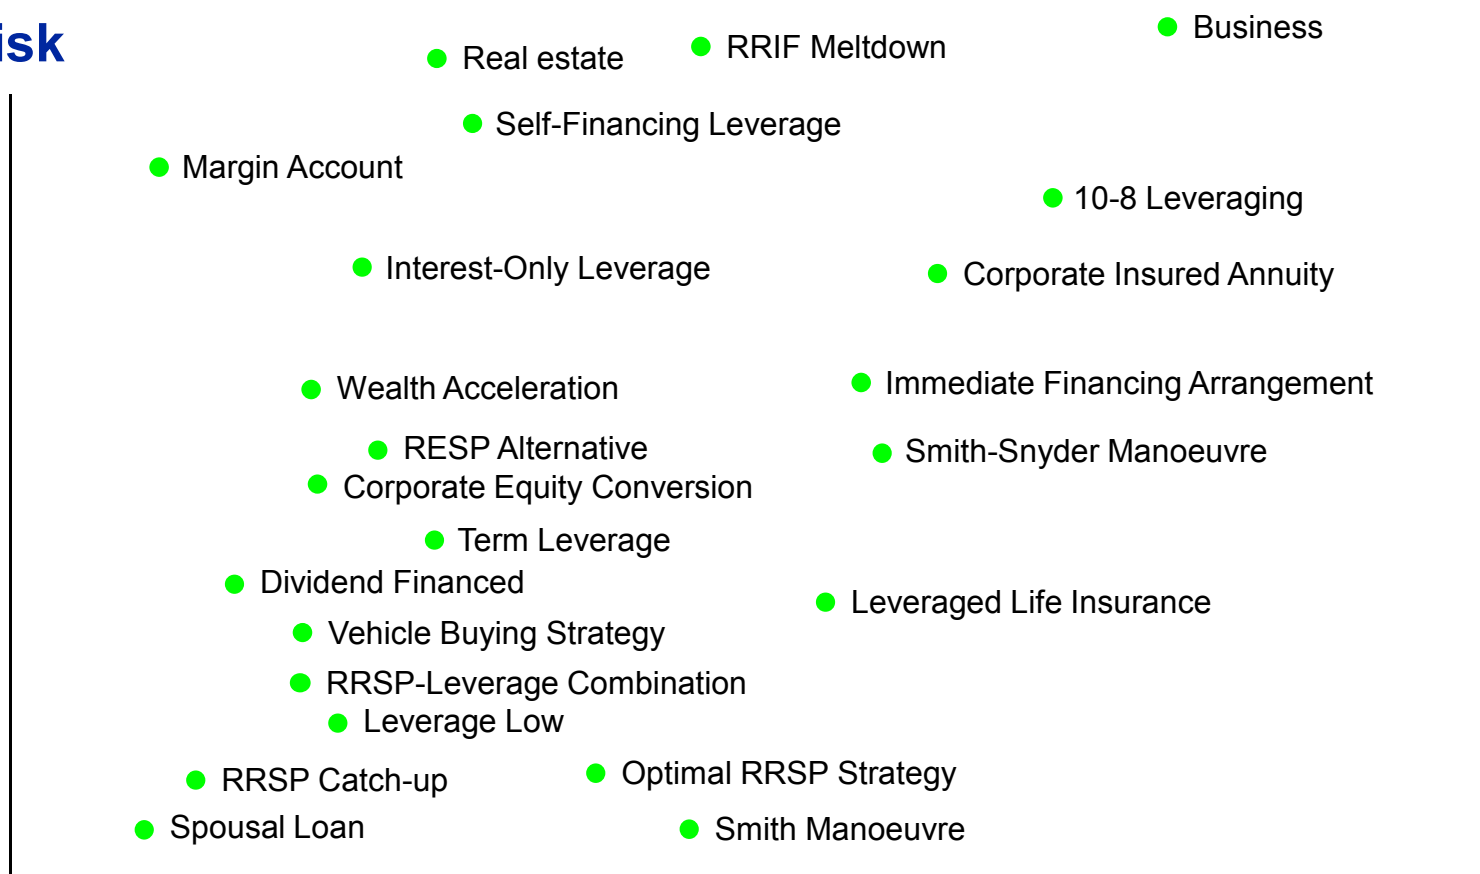 isk
Business
RRIF Meltdown
Real estate
Self-Financing Leverage
Margin Account
10-8 Leveraging
Interest-Only Leverage
Corporate Insured Annuity
Wealth Acceleration
Immediate Financing Arrangement
RESP Alternative
Smith-Snyder Manoeuvre
Corporate Equity Conversion
Term Leverage
Dividend Financed
Leveraged Life Insurance
Vehicle Buying Strategy
RRSP-Leverage Combination
Leverage Low
Optimal RRSP Strategy
RRSP Catch-up
Spousal Loan
Smith Manoeuvre